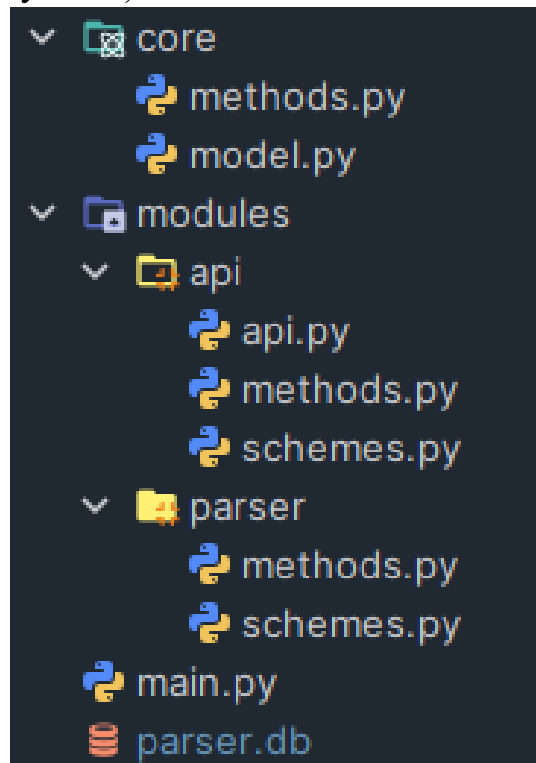 core
methods.py
model.py
modules
api
api.py
methods.py
schemes.py
parser
methods.py
schemes.py
main.py
parser.db